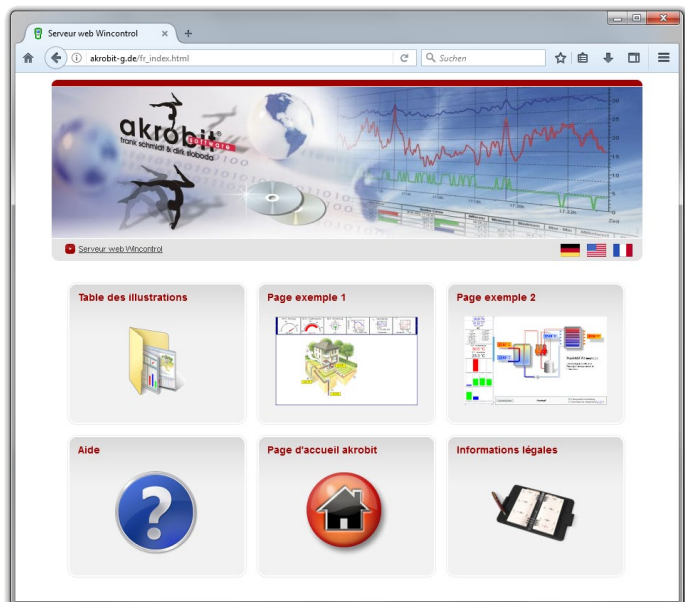 Serveur web Wincontrol
akrobit-g.de/fr_index.html
Suchen
akrobit®
software
frank schmidt & dirk sloboda
Serveur web Wincontrol
Table des illustrations
Page exemple 1
Page exemple 2
Aide
Page d'accueil akrobit
Informations légales